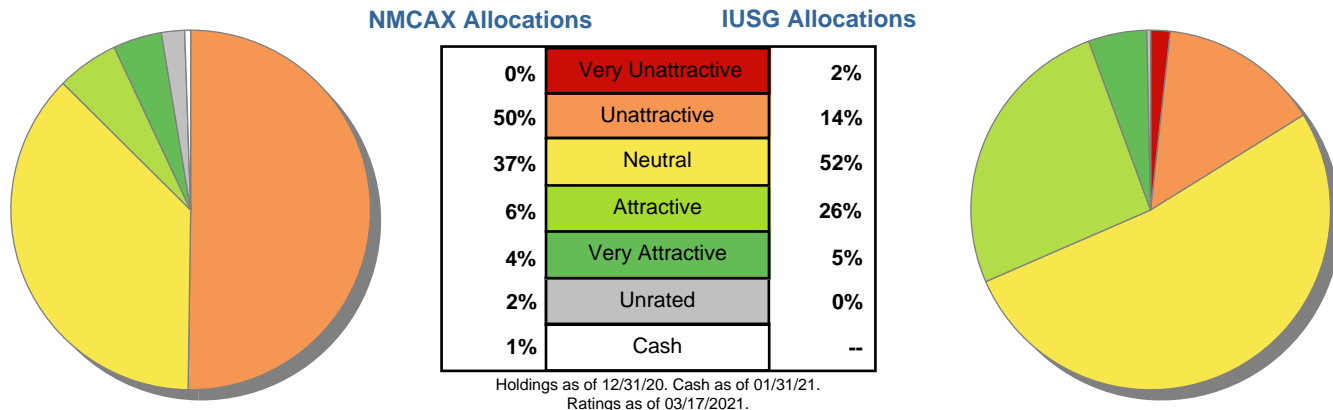 NMCAX Allocations IUSG Allocations
0% Very Unattractive 2%
50% Unattractive 14%
37% Neutral 52%
6% Attractive 26%
4% Very Attractive 5%
2% Unrated 0%
1% Cash --
Holdings as of 12/31/20. Cash as of 01/31/21.
Ratings as of 03/17/2021.